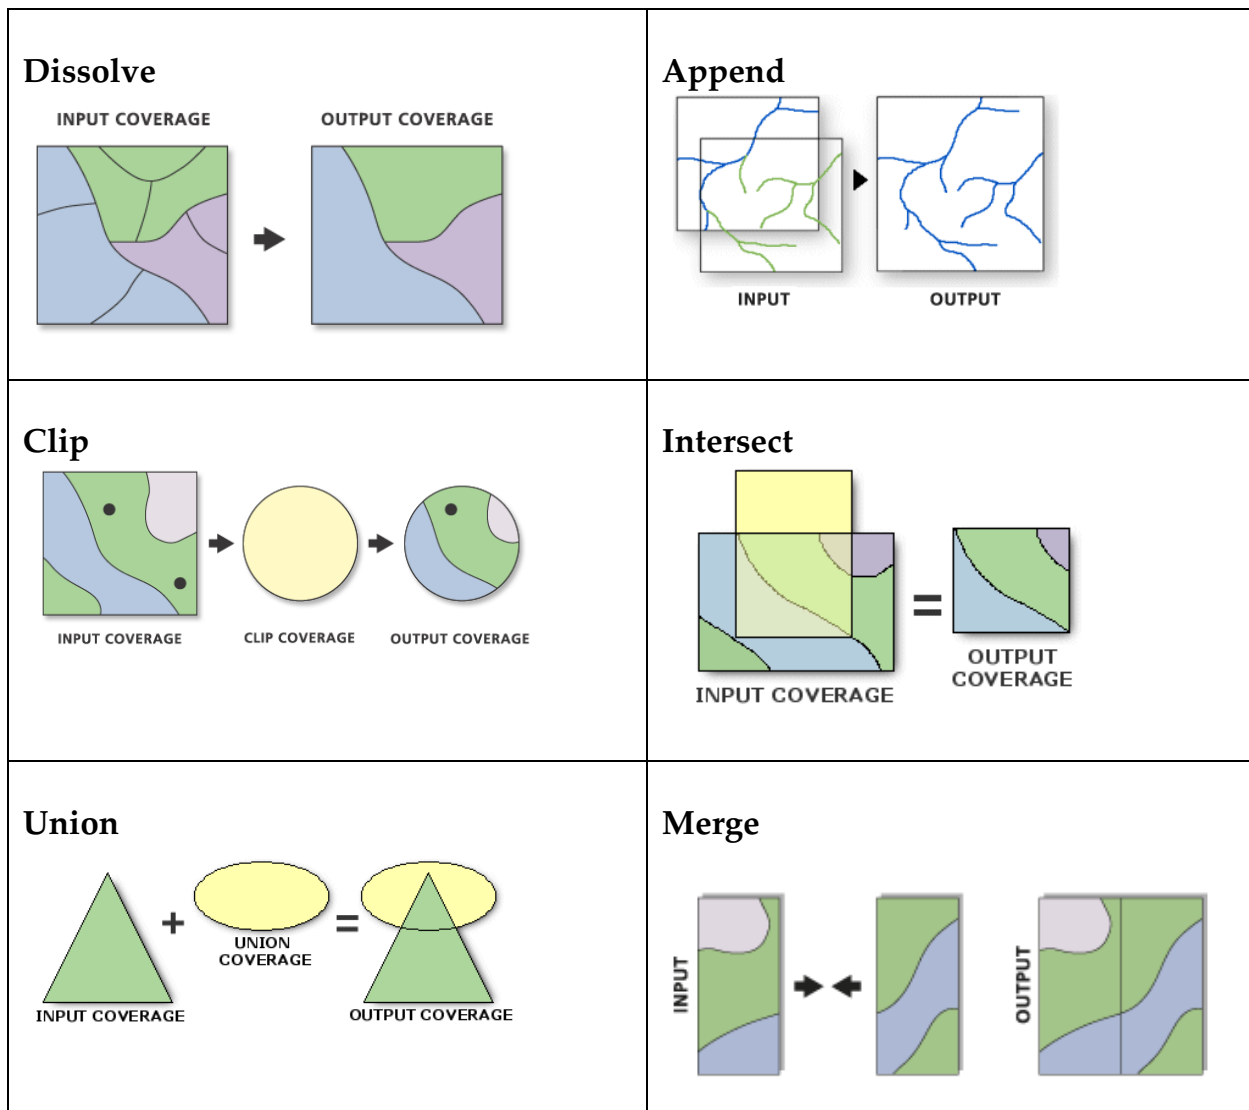 Dissolve
INPUT COVERAGE
OUTPUT COVERAGE
Append
INPUT
OUTPUT
Clip
INPUT COVERAGE
CLIP COVERAGE
OUTPUT COVERAGE
Intersect
INPUT COVERAGE
OUTPUT
COVERAGE
Union
+
=
UNION
COVERAGE
INPUT COVERAGE
OUTPUT COVERAGE
Merge
INPUT
OUTPUT